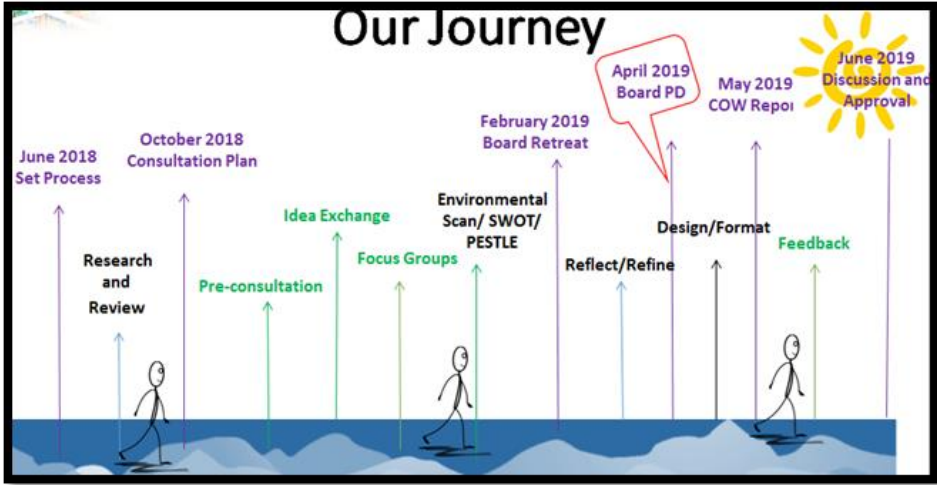 Our Journey
June 2018
Set Process
Research
and
Review
October 2018
Consultation Plan
Pre-consultation
Idea Exchange
Focus Groups
Environmental
Scan/ SWOT/
PESTLE
February 2019
Board Retreat
Reflect/Refine
April 2019
Board PD
Design/Format
May 2019
COW Repor
Feedback
June 2019
Discussion and
Approval